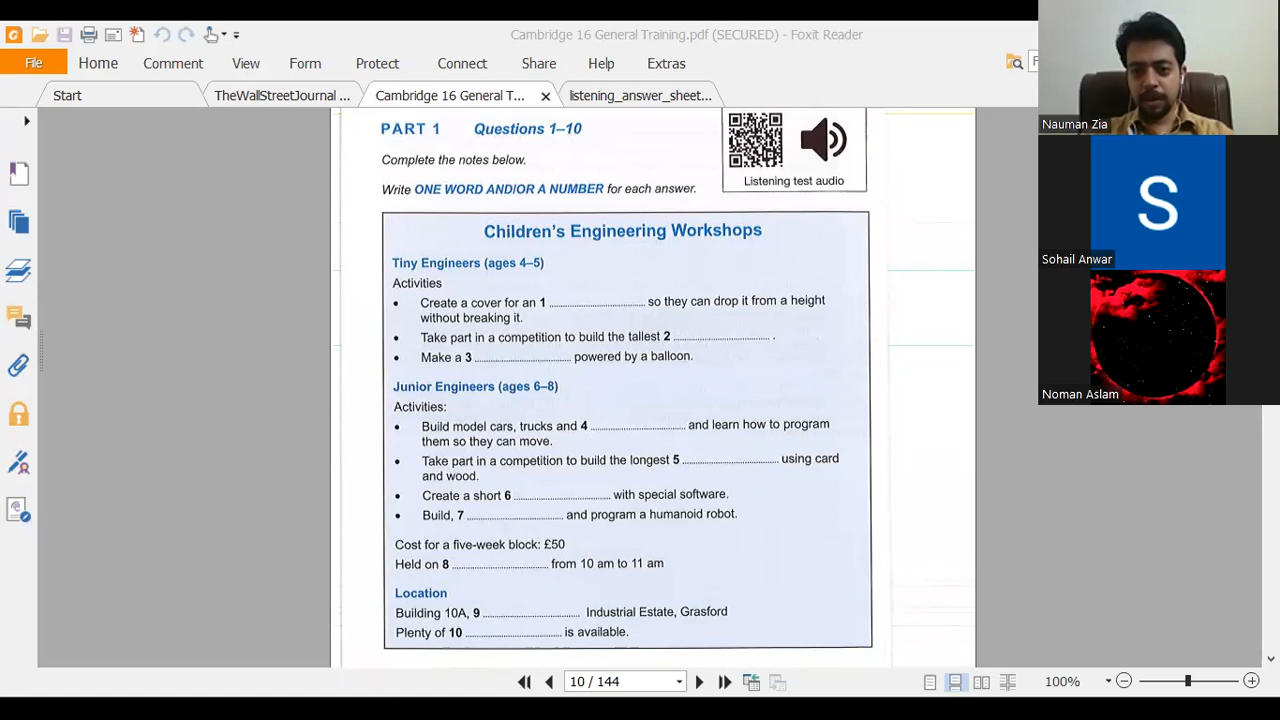 Cambridge 16 General Training.pdf (SECURED) - Foxit Reader
File Home Comment View Form Protect Connect Share Help Extras
Start TheWallStreetJournal ... Cambridge 16 General T... listening_answer_sheet...
PART 1 Questions 1–10
Complete the notes below.
Write ONE WORD AND/OR A NUMBER for each answer.
Listening test audio
Children's Engineering Workshops
Tiny Engineers (ages 4–5)
Activities
• Create a cover for an 1 .............................. so they can drop it from a height
without breaking it.
• Take part in a competition to build the tallest 2 .............................. .
• Make a 3 .............................. powered by a balloon.
Junior Engineers (ages 6–8)
Activities:
• Build model cars, trucks and 4 .............................. and learn how to program
them so they can move.
• Take part in a competition to build the longest 5 .............................. using card
and wood.
• Create a short 6 .............................. with special software.
• Build, 7 .............................. and program a humanoid robot.
Cost for a five-week block: £50
Held on 8 .............................. from 10 am to 11 am
Location
Building 10A, 9 .............................. Industrial Estate, Grasford
Plenty of 10 .............................. is available.
10 / 144
100%
Nauman Zia
S
Sohail Anwar
Noman Aslam